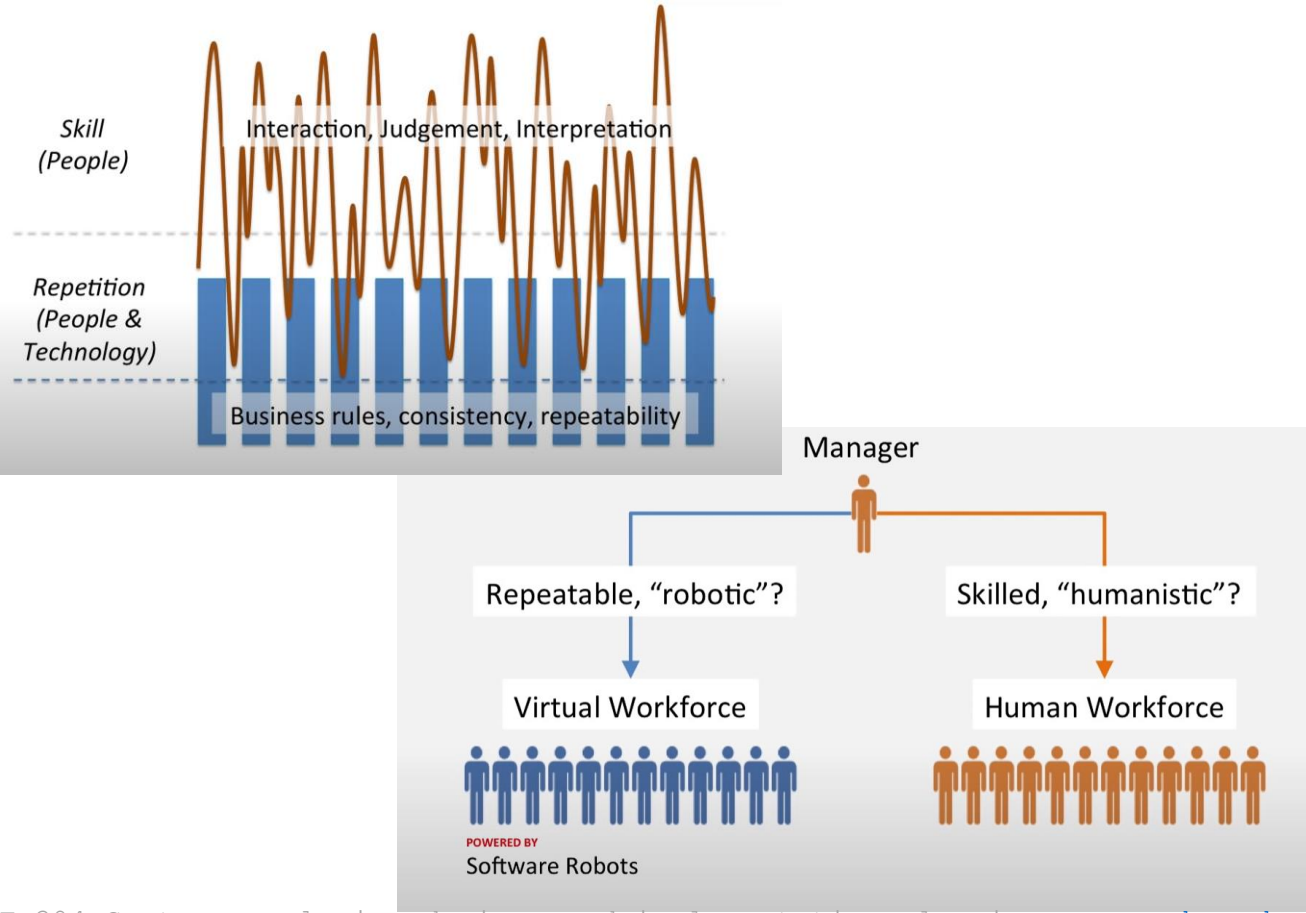 Skill
(People)
Interaction, Judgement, Interpretation
Repetition
(People &
Technology)
Business rules, consistency, repeatability
Manager
Repeatable, “robotic”?
Skilled, “humanistic”?
Virtual Workforce
Human Workforce
POWERED BY
Software Robots